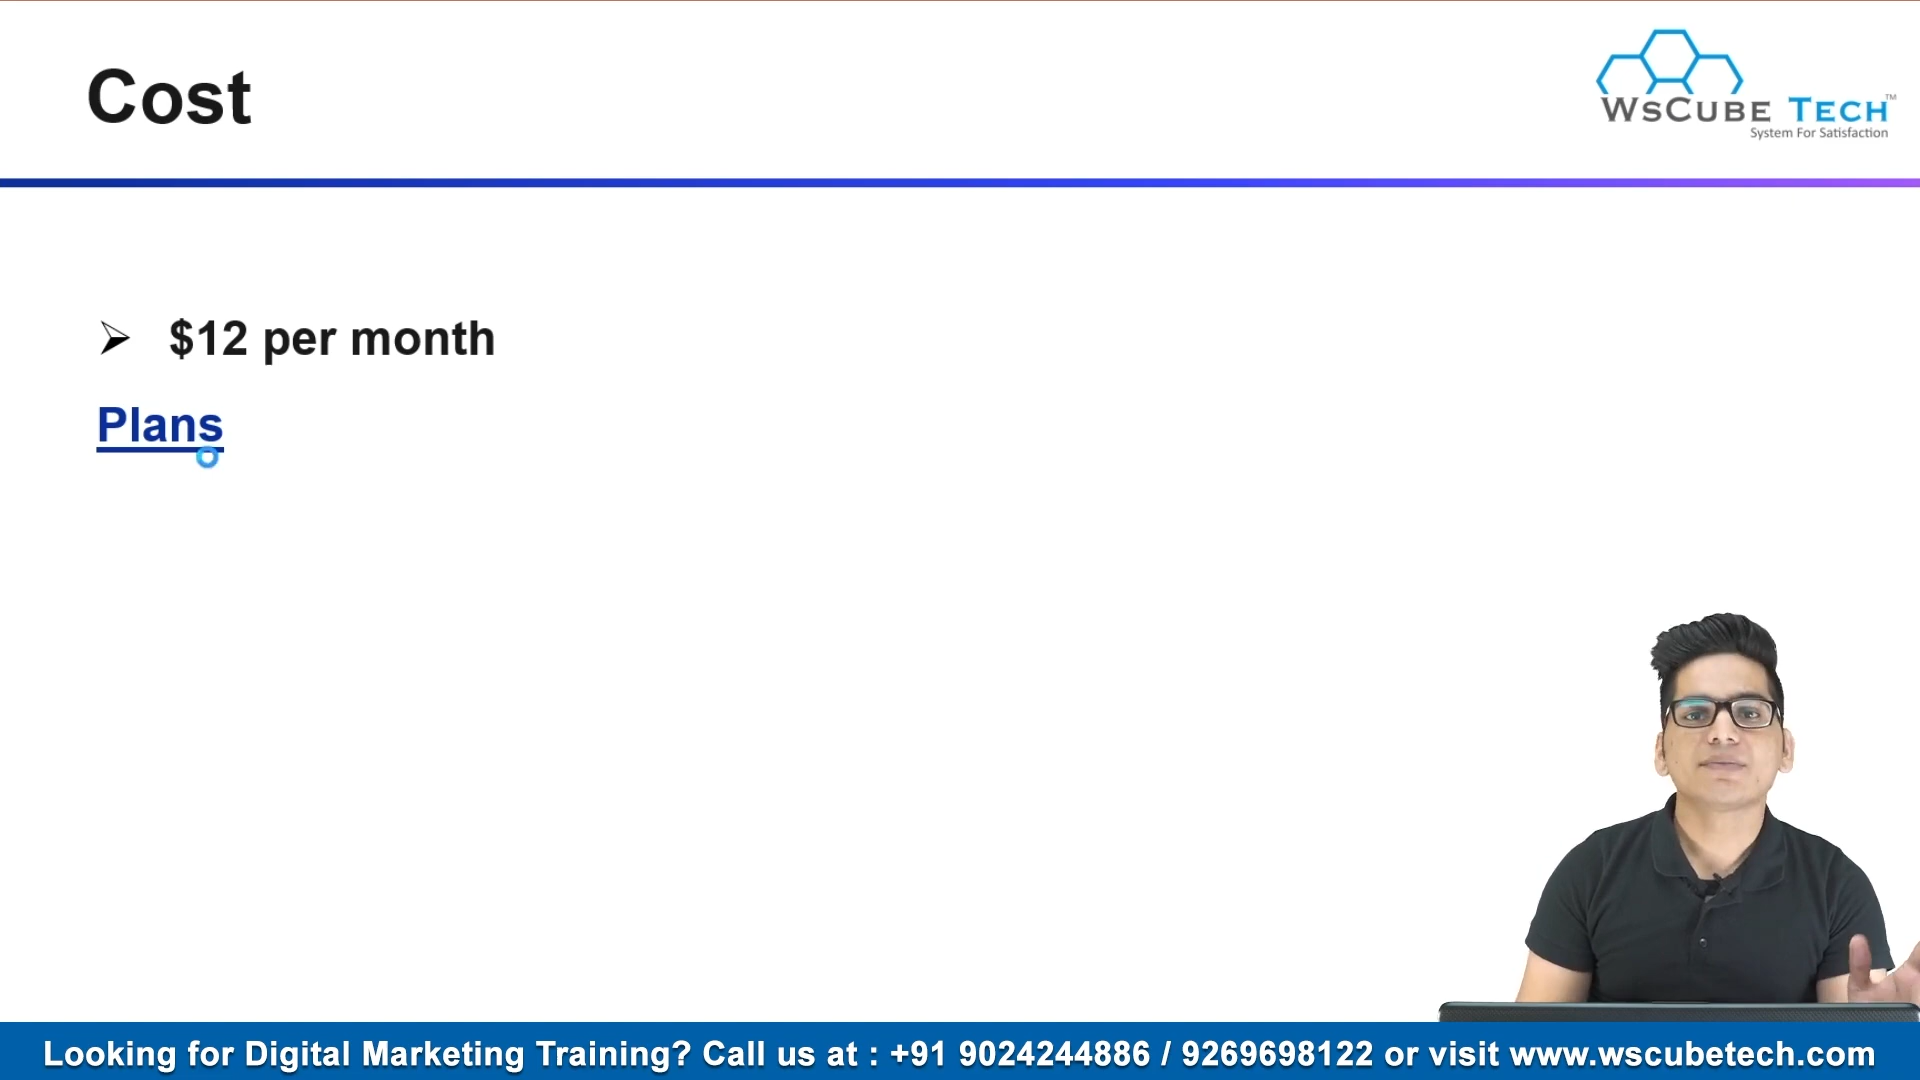 Cost
WSCUBE TECH™
System For Satisfaction
➢ $12 per month
Plans
Looking for Digital Marketing Training? Call us at : +91 9024244886 / 9269698122 or visit www.wscubetech.com